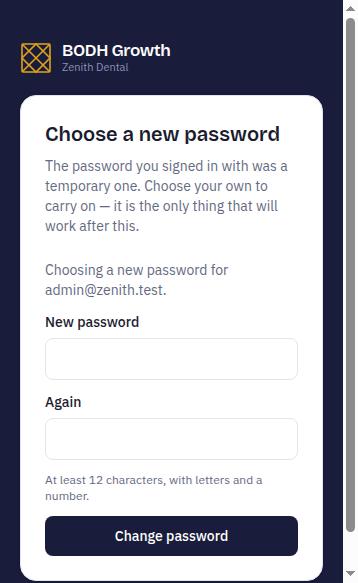 BODH Growth
Zenith Dental
Choose a new password
The password you signed in with was a
temporary one. Choose your own to
carry on — it is the only thing that will
work after this.
Choosing a new password for
admin@zenith.test.
New password
Again
At least 12 characters, with letters and a
number.
Change password